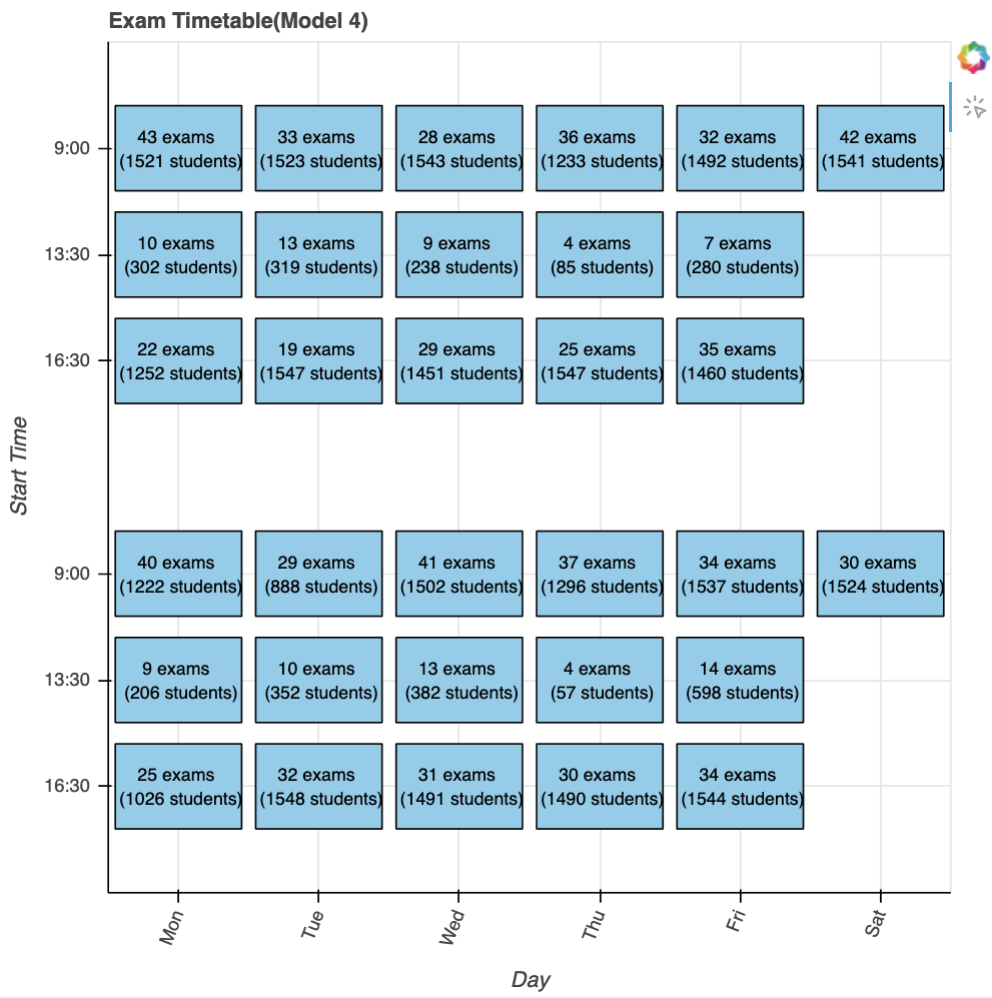 Exam Timetable(Model 4)
Start Time
9:00
43 exams
(1521 students)
33 exams
(1523 students)
28 exams
(1543 students)
36 exams
(1233 students)
32 exams
(1492 students)
42 exams
(1541 students)
13:30
10 exams
(302 students)
13 exams
(319 students)
9 exams
(238 students)
4 exams
(85 students)
7 exams
(280 students)
16:30
22 exams
(1252 students)
19 exams
(1547 students)
29 exams
(1451 students)
25 exams
(1547 students)
35 exams
(1460 students)
9:00
40 exams
(1222 students)
29 exams
(888 students)
41 exams
(1502 students)
37 exams
(1296 students)
34 exams
(1537 students)
30 exams
(1524 students)
13:30
9 exams
(206 students)
10 exams
(352 students)
13 exams
(382 students)
4 exams
(57 students)
14 exams
(598 students)
16:30
25 exams
(1026 students)
32 exams
(1548 students)
31 exams
(1491 students)
30 exams
(1490 students)
34 exams
(1544 students)
Mon
Tue
Wed
Thu
Fri
Sat
Day